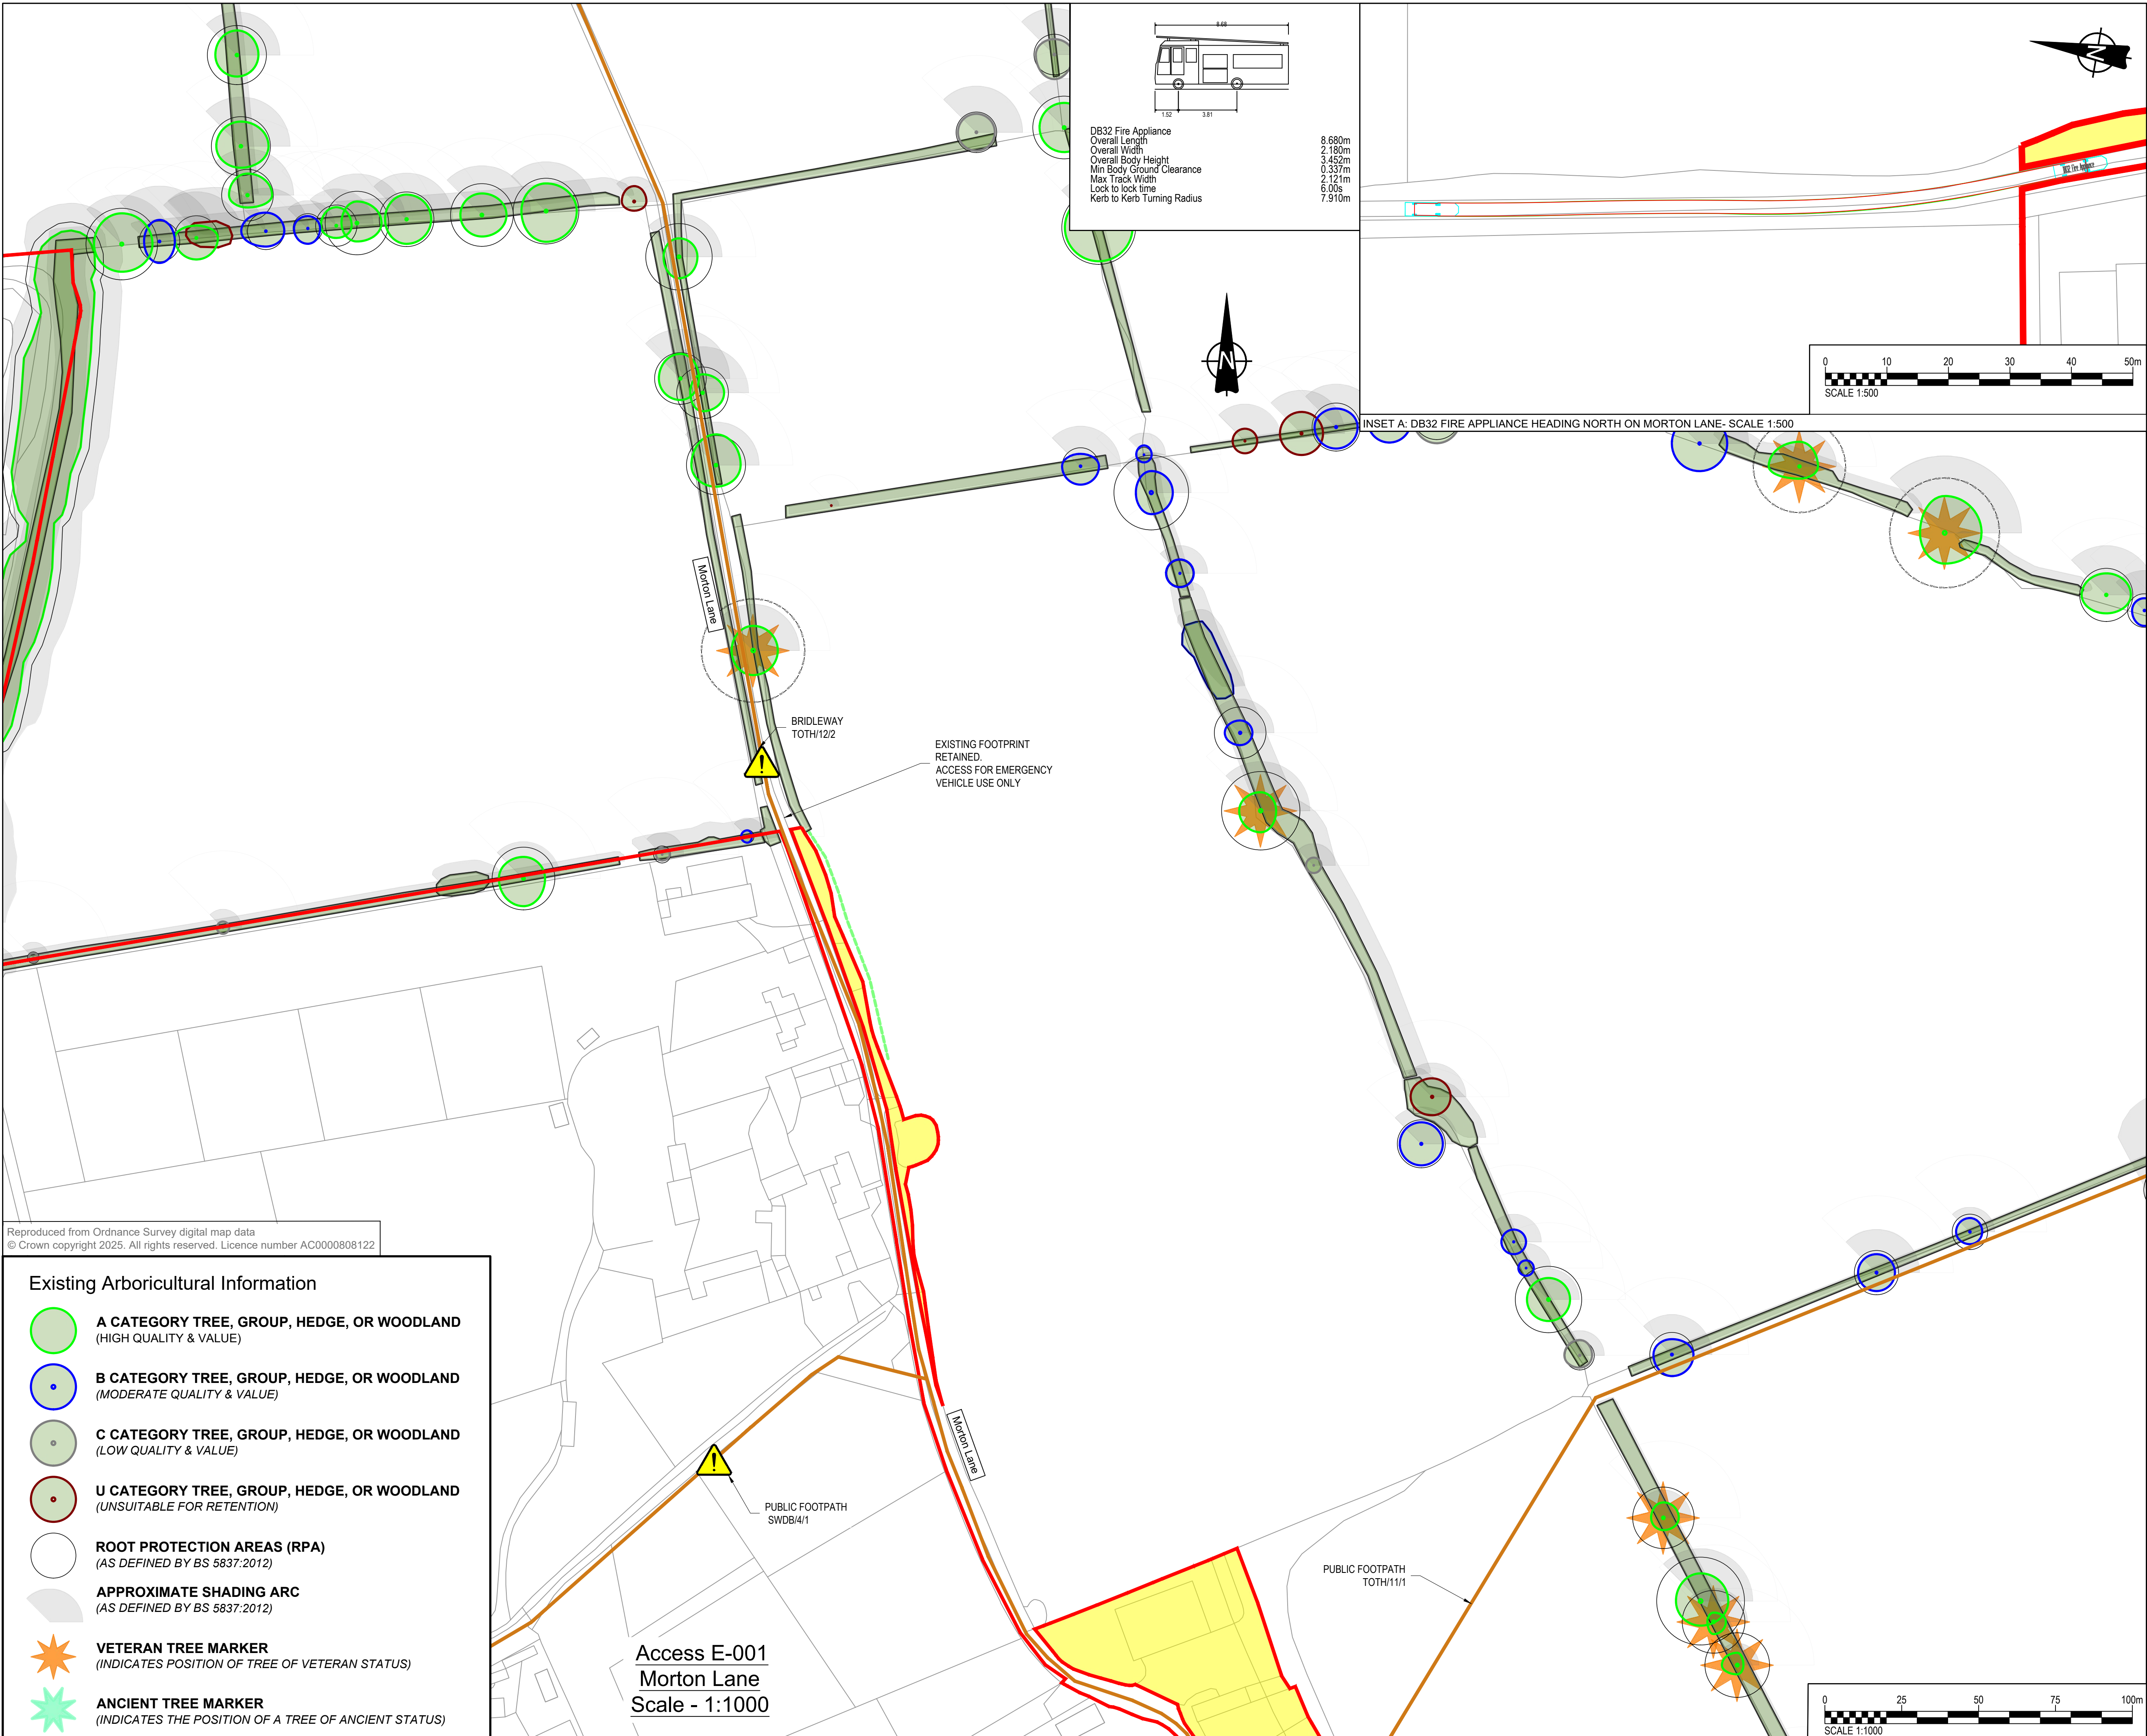 8.68
1.52
3.81
DB32 Fire Appliance
Overall Length 8.680m
Overall Width 2.180m
Overall Body Height 3.452m
Min Body Ground Clearance 0.337m
Max Track Width 2.121m
Lock to lock time 6.00s
Kerb to Kerb Turning Radius 7.910m
N
DB32 Fire Appliance
0 10 20 30 40 50m
SCALE 1:500
INSET A: DB32 FIRE APPLIANCE HEADING NORTH ON MORTON LANE- SCALE 1:500
N
Morton Lane
BRIDLEWAY
TOTH/12/2
EXISTING FOOTPRINT
RETAINED.
ACCESS FOR EMERGENCY
VEHICLE USE ONLY
!
Reproduced from Ordnance Survey digital map data
© Crown copyright 2025. All rights reserved. Licence number AC0000808122
Existing Arboricultural Information
A CATEGORY TREE, GROUP, HEDGE, OR WOODLAND
(HIGH QUALITY & VALUE)
B CATEGORY TREE, GROUP, HEDGE, OR WOODLAND
(MODERATE QUALITY & VALUE)
C CATEGORY TREE, GROUP, HEDGE, OR WOODLAND
(LOW QUALITY & VALUE)
U CATEGORY TREE, GROUP, HEDGE, OR WOODLAND
(UNSUITABLE FOR RETENTION)
ROOT PROTECTION AREAS (RPA)
(AS DEFINED BY BS 5837:2012)
APPROXIMATE SHADING ARC
(AS DEFINED BY BS 5837:2012)
VETERAN TREE MARKER
(INDICATES POSITION OF TREE OF VETERAN STATUS)
ANCIENT TREE MARKER
(INDICATES THE POSITION OF A TREE OF ANCIENT STATUS)
Morton Lane
!
PUBLIC FOOTPATH
SWDB/4/1
PUBLIC FOOTPATH
TOTH/11/1
Access E-001
Morton Lane
Scale - 1:1000
0 25 50 75 100m
SCALE 1:1000